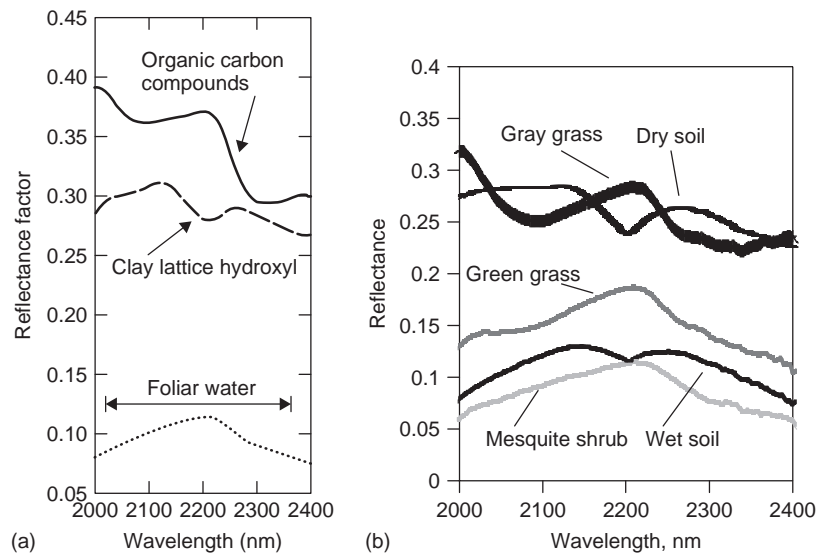 0.45
0.40
0.35
0.30
0.25
0.20
0.15
0.10
0.05
Reflectance factor
Organic carbon
compounds
Clay lattice hydroxyl
Foliar water
2000 2100 2200 2300 2400
Wavelength (nm)
(a)
0.4
0.35
0.3
0.25
0.2
0.15
0.1
0.05
0
Reflectance
Gray grass
Dry soil
Green grass
Mesquite shrub
Wet soil
2000 2100 2200 2300 2400
Wavelength, nm
(b)